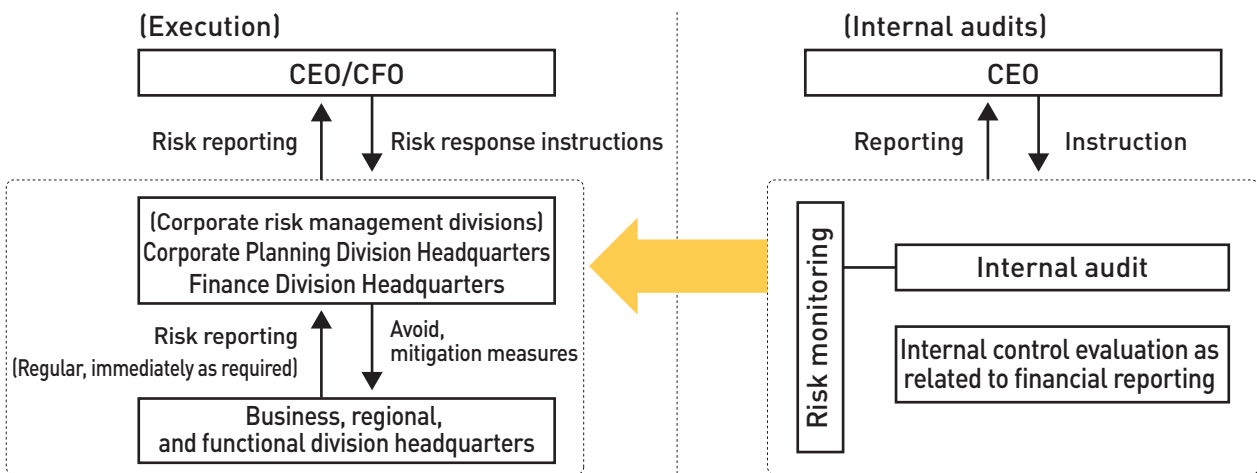 (Execution)
CEO/CFO
Risk reporting
Risk response instructions
(Corporate risk management divisions)
Corporate Planning Division Headquarters
Finance Division Headquarters
Risk reporting
(Regular, immediately as required)
Avoid,
mitigation measures
Business, regional,
and functional division headquarters
(Internal audits)
CEO
Reporting
Instruction
Risk monitoring
Internal audit
Internal control evaluation as
related to financial reporting